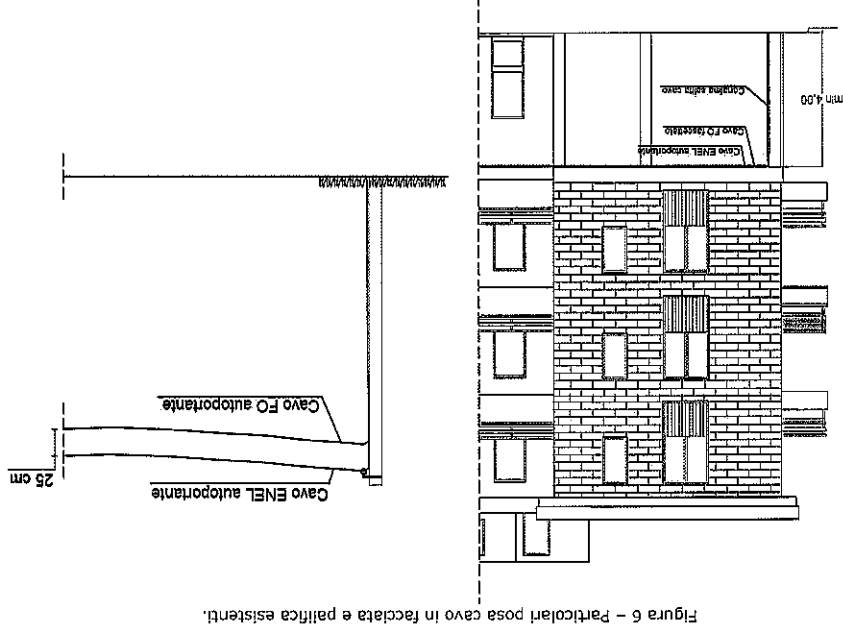 Figura 6 – Particolari posa cavo in facciata e palifica esistenti.
Cavo ENEL autoportante
25 cm
Cavo FO autoportante
Cavo ENEL autoportante
Cavo FO fascettato
min 4,00
Canalina salita cavo